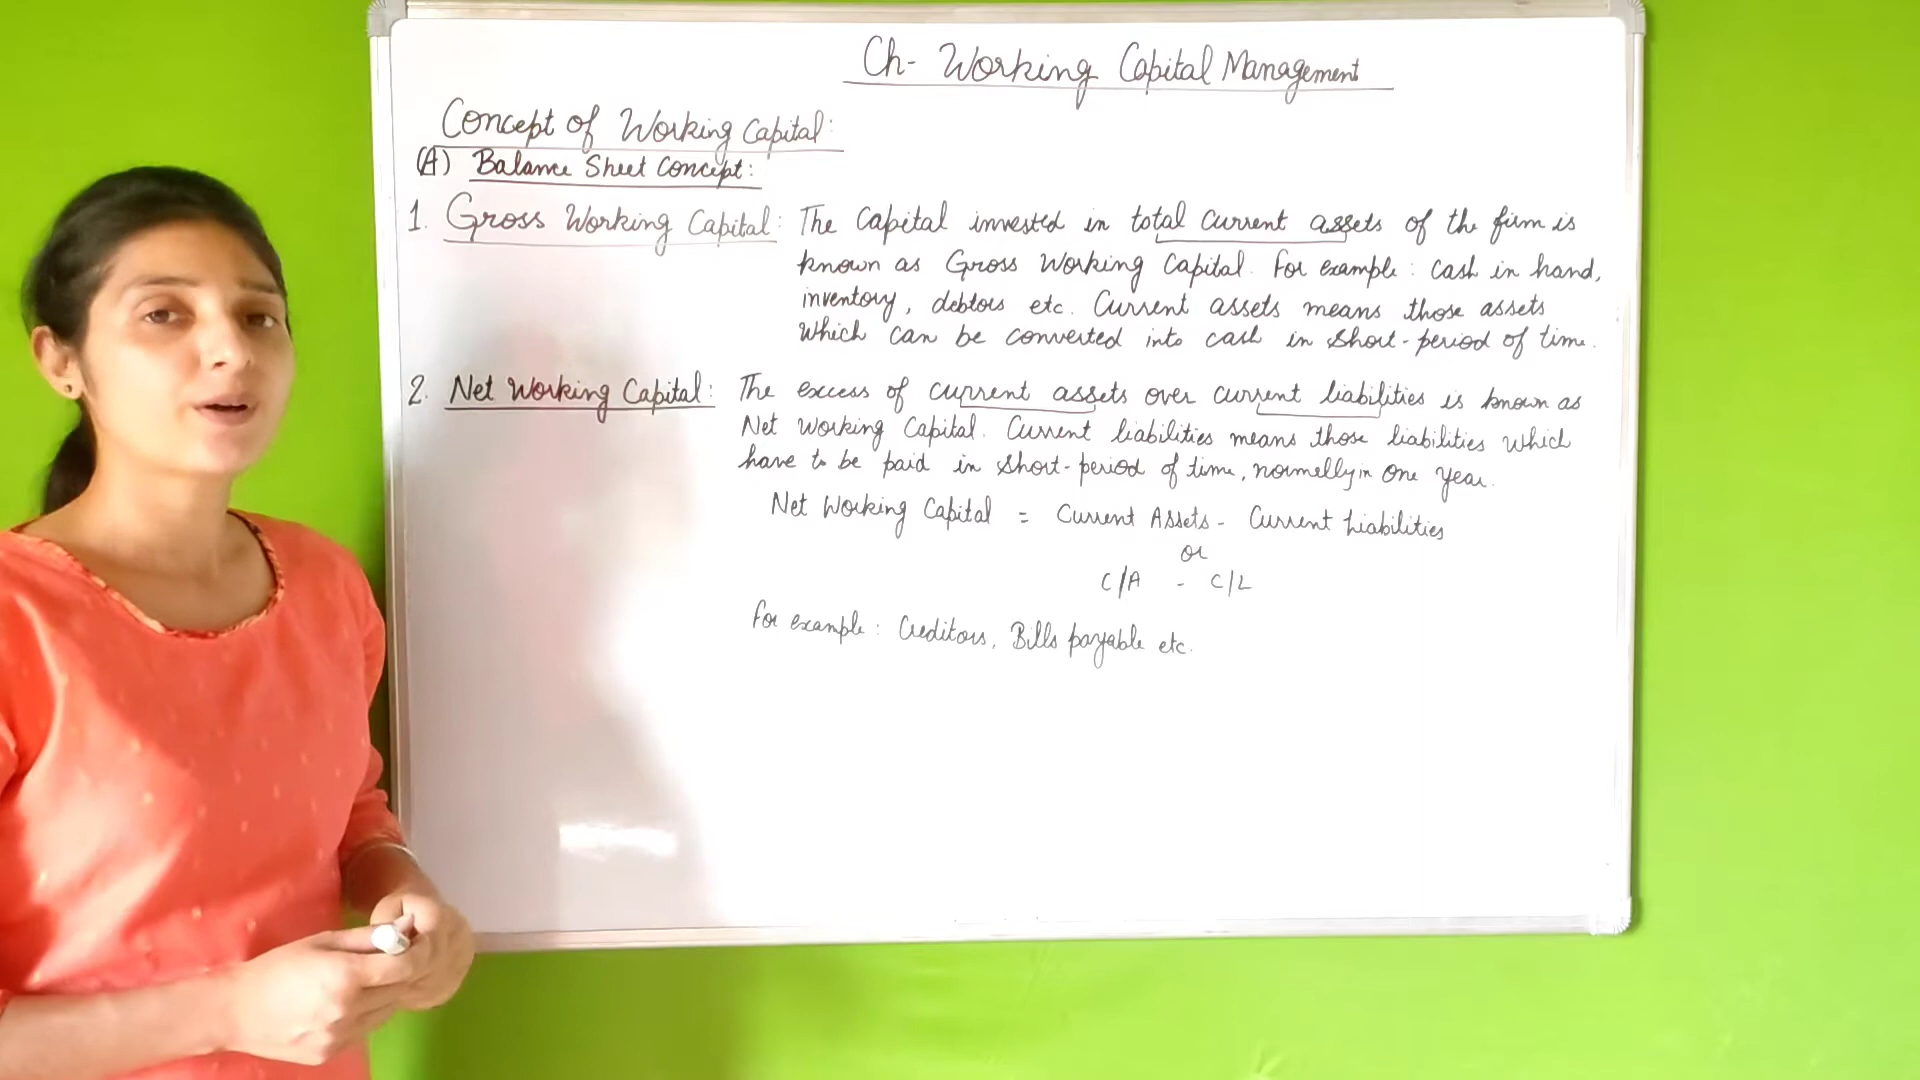 Ch- Working Capital Management
Concept of Working Capital:
(A) Balance Sheet Concept:
1. Gross Working Capital: The Capital invested in total current assets of the firm is
known as Gross Working Capital. For example: cash in hand,
inventory, debtors etc. Current assets means those assets
which can be converted into cash in short-period of time.
2. Net Working Capital: The excess of current assets over current liabilities is known as
Net Working Capital. Current liabilities means those liabilities which
have to be paid in short-period of time, normelly in one year.
Net Working Capital = Current Assets - Current Liabilities
or
C/A - C/L
For example: Creditors, Bills payable etc.